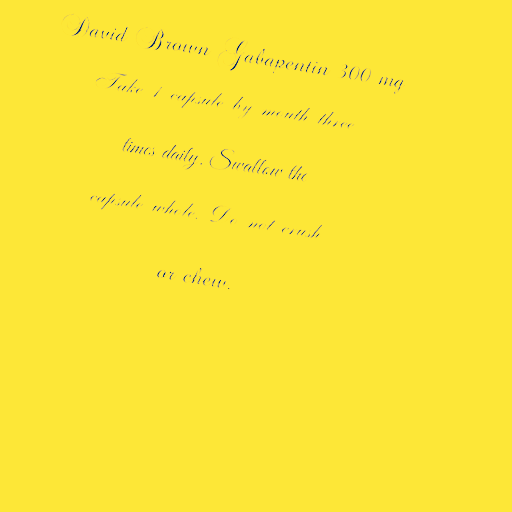 David Brown Gabapentin 300 mg
Take 1 capsule by mouth three
times daily. Swallow the
capsule whole. Do not crush
or chew.